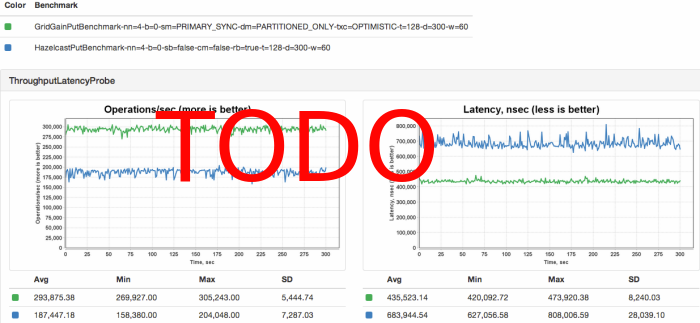 Color Benchmark
GridGainPutBenchmark-nn=4-b=0-sm=PRIMARY_SYNC-dm=PARTITIONED_ONLY-txc=OPTIMISTIC-t=128-d=300-w=60
HazelcastPutBenchmark-nn=4-b=0-sb=false-cm=false-rb=true-t=128-d=300-w=60
ThroughputLatencyProbe
TODO
Operations/sec (more is better)
Operations/sec (more is better)
300,000
275,000
250,000
225,000
200,000
175,000
150,000
125,000
100,000
75,000
50,000
25,000
0
0 25 50 75 100 125 150 175 200 225 250 275 300
Time, sec
Avg Min Max SD
293,875.38 269,927.00 305,243.00 5,444.74
187,447.18 158,380.00 204,048.00 7,287.03
Latency, nsec (less is better)
Latency, nsec (less is better)
800,000
700,000
600,000
500,000
400,000
300,000
200,000
100,000
0
0 25 50 75 100 125 150 175 200 225 250 275 300
Time, sec
Avg Min Max SD
435,523.14 420,092.72 473,920.38 8,240.03
683,944.54 627,056.58 808,006.59 28,039.10